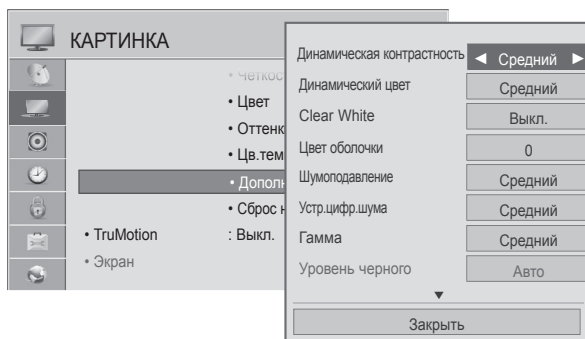 КАРТИНКА
• Четкос
• Цвет
• Оттенк
• Цв.тем
• Дополн
• Сброс н
• TruMotion : Выкл.
• Экран
Динамическая контрастность ◄ Средний ►
Динамический цвет Средний
Clear White Выкл.
Цвет оболочки 0
Шумоподавление Средний
Устр.цифр.шума Средний
Гамма Средний
Уровень черного Авто
▼
Закрыть